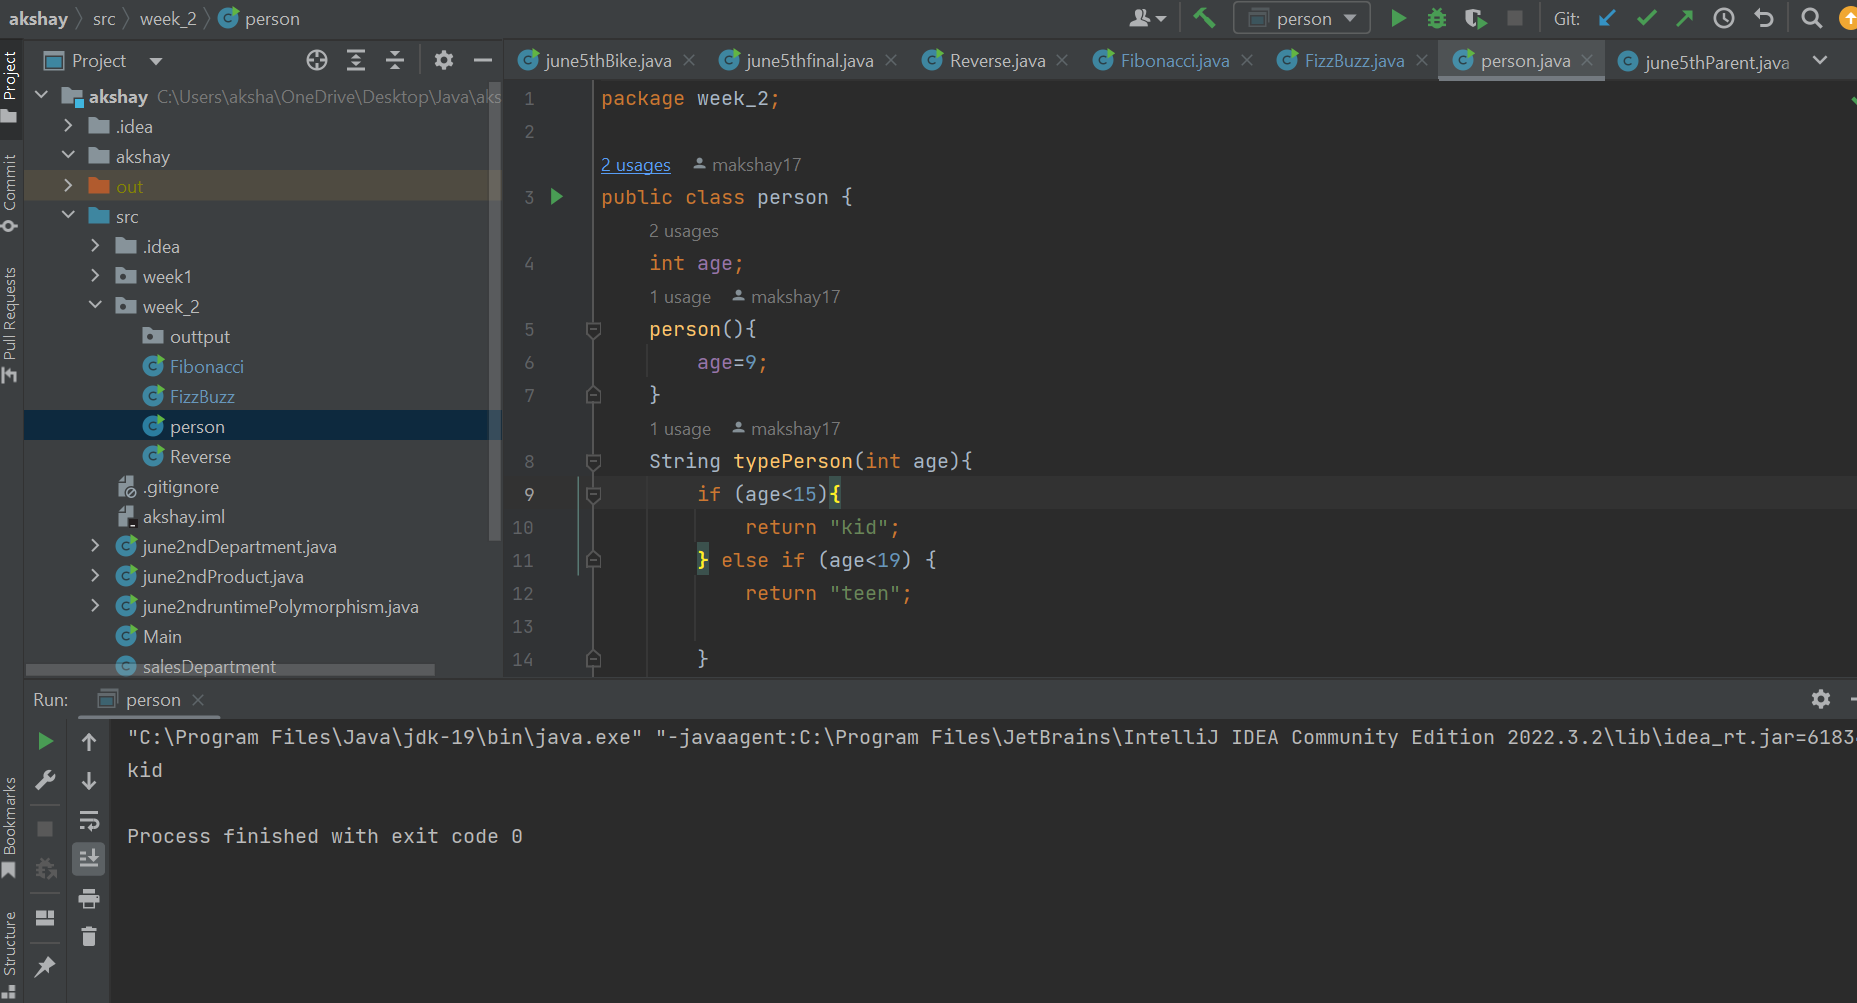 akshay src week_2 person
person Git:
Project
june5thBike.java june5thfinal.java Reverse.java Fibonacci.java FizzBuzz.java person.java june5thParent.java
Project
Commit
Pull Requests
Bookmarks
Structure
akshay C:\Users\aksha\OneDrive\Desktop\Java\aks
.idea
akshay
out
src
.idea
week1
week_2
outtput
Fibonacci
FizzBuzz
person
Reverse
.gitignore
akshay.iml
june2ndDepartment.java
june2ndProduct.java
june2ndruntimePolymorphism.java
Main
salesDepartment
1 package week_2;
2
2 usages makshay17
3 public class person {
2 usages
4 int age;
1 usage makshay17
5 person(){
6 age=9;
7 }
1 usage makshay17
8 String typePerson(int age){
9 if (age<15){
10 return "kid";
11 } else if (age<19) {
12 return "teen";
13
14 }
Run: person
"C:\Program Files\Java\jdk-19\bin\java.exe" "-javaagent:C:\Program Files\JetBrains\IntelliJ IDEA Community Edition 2022.3.2\lib\idea_rt.jar=6183
kid
Process finished with exit code 0